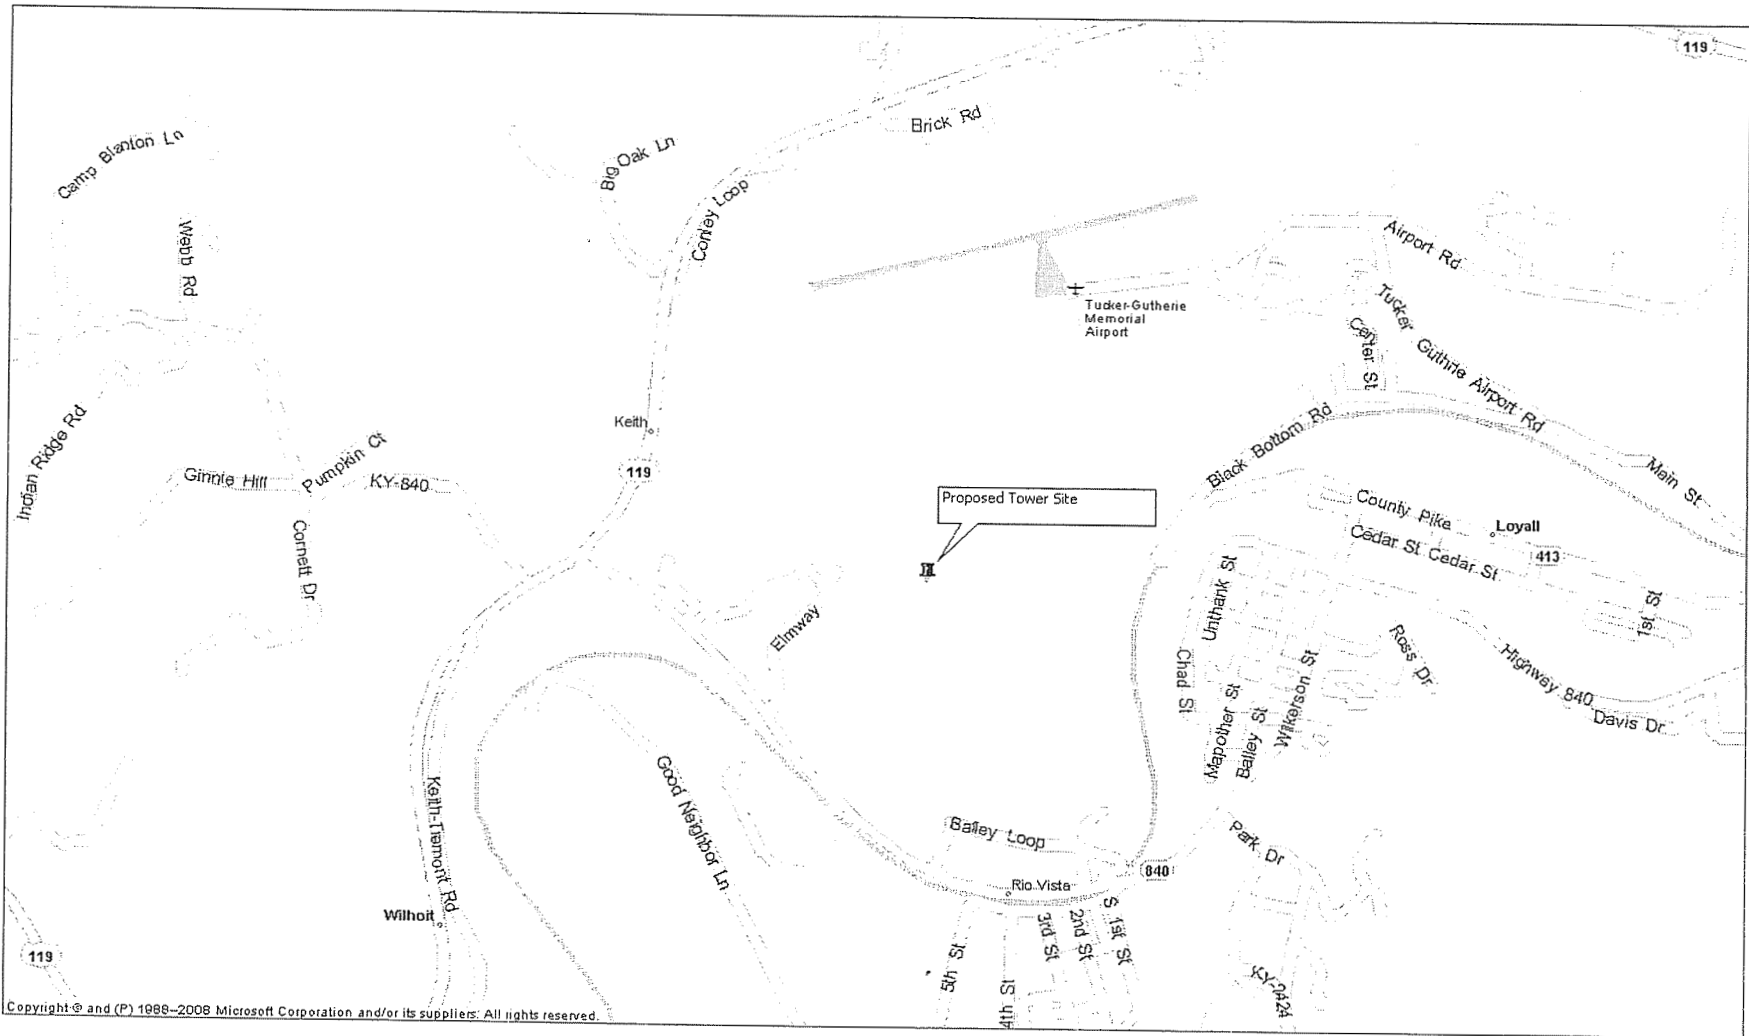 119
Brick Rd
Camp Blanton Ln
Big Oak Ln
Conley Loop
Webb Rd
Airport Rd
Tucker-Gutherie
Memorial
Airport
Tucker Guthrie Airport Rd
Center St
Indian Ridge Rd
Keith
119
Black Bottom Rd
Pumpkin Ct
Ginnie Hill
KY-840
Main St
Proposed Tower Site
County Pike
Loyall
Cedar St Cedar St
413
Cornett Dr
Unthank St
1st St
Elmway
Ross Dr
Chad St
Highway 840
Davis Dr
Mapother St
Bailey St
Wilkerson St
Good Neighbor Ln
Keith-Tremont Rd
Bailey Loop
Park Dr
840
Rio Vista
Wilhoit
3rd St
2nd St
S 1st St
119
5th St
4th St
KY-2424
Copyright © and (P) 1988–2008 Microsoft Corporation and/or its suppliers. All rights reserved.